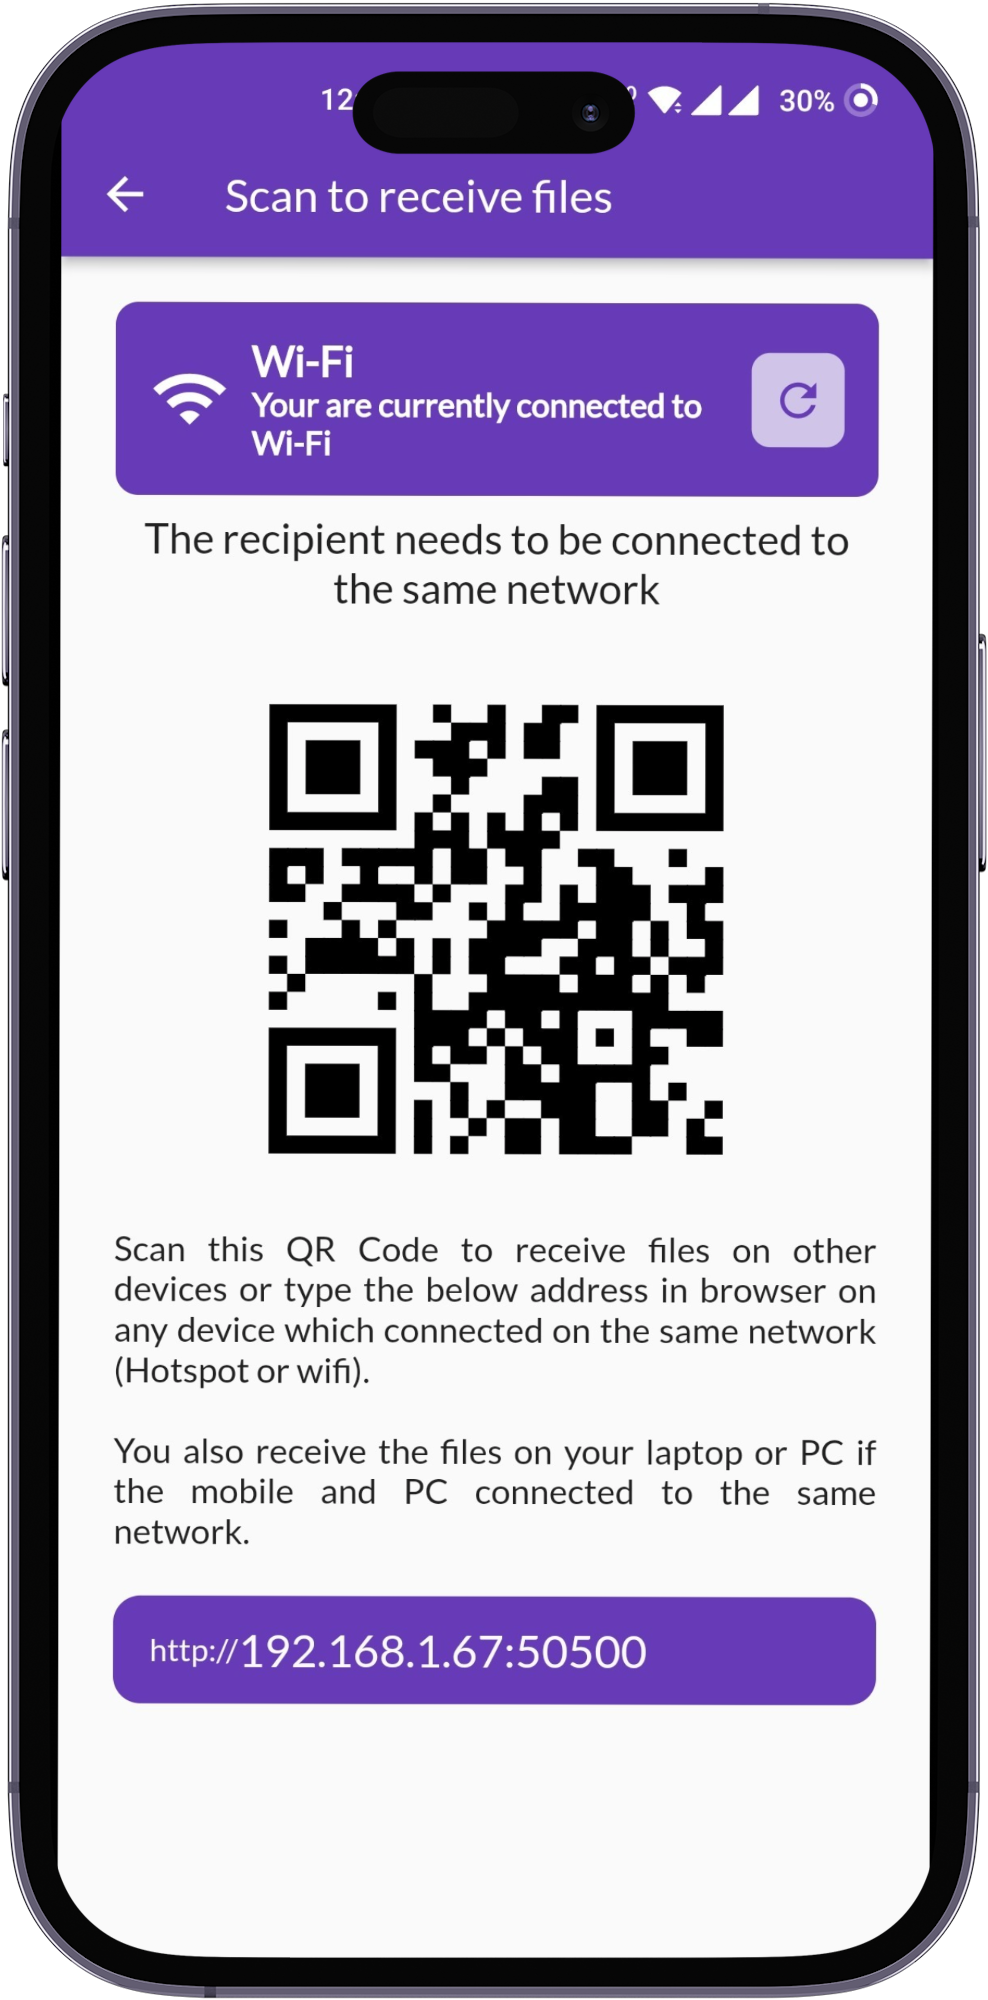 30%
Scan to receive files
Wi-Fi
Your are currently connected to
Wi-Fi
The recipient needs to be connected to
the same network
Scan this QR Code to receive files on other
devices or type the below address in browser on
any device which connected on the same network
(Hotspot or wifi).
You also receive the files on your laptop or PC if
the mobile and PC connected to the same
network.
http://192.168.1.67:50500